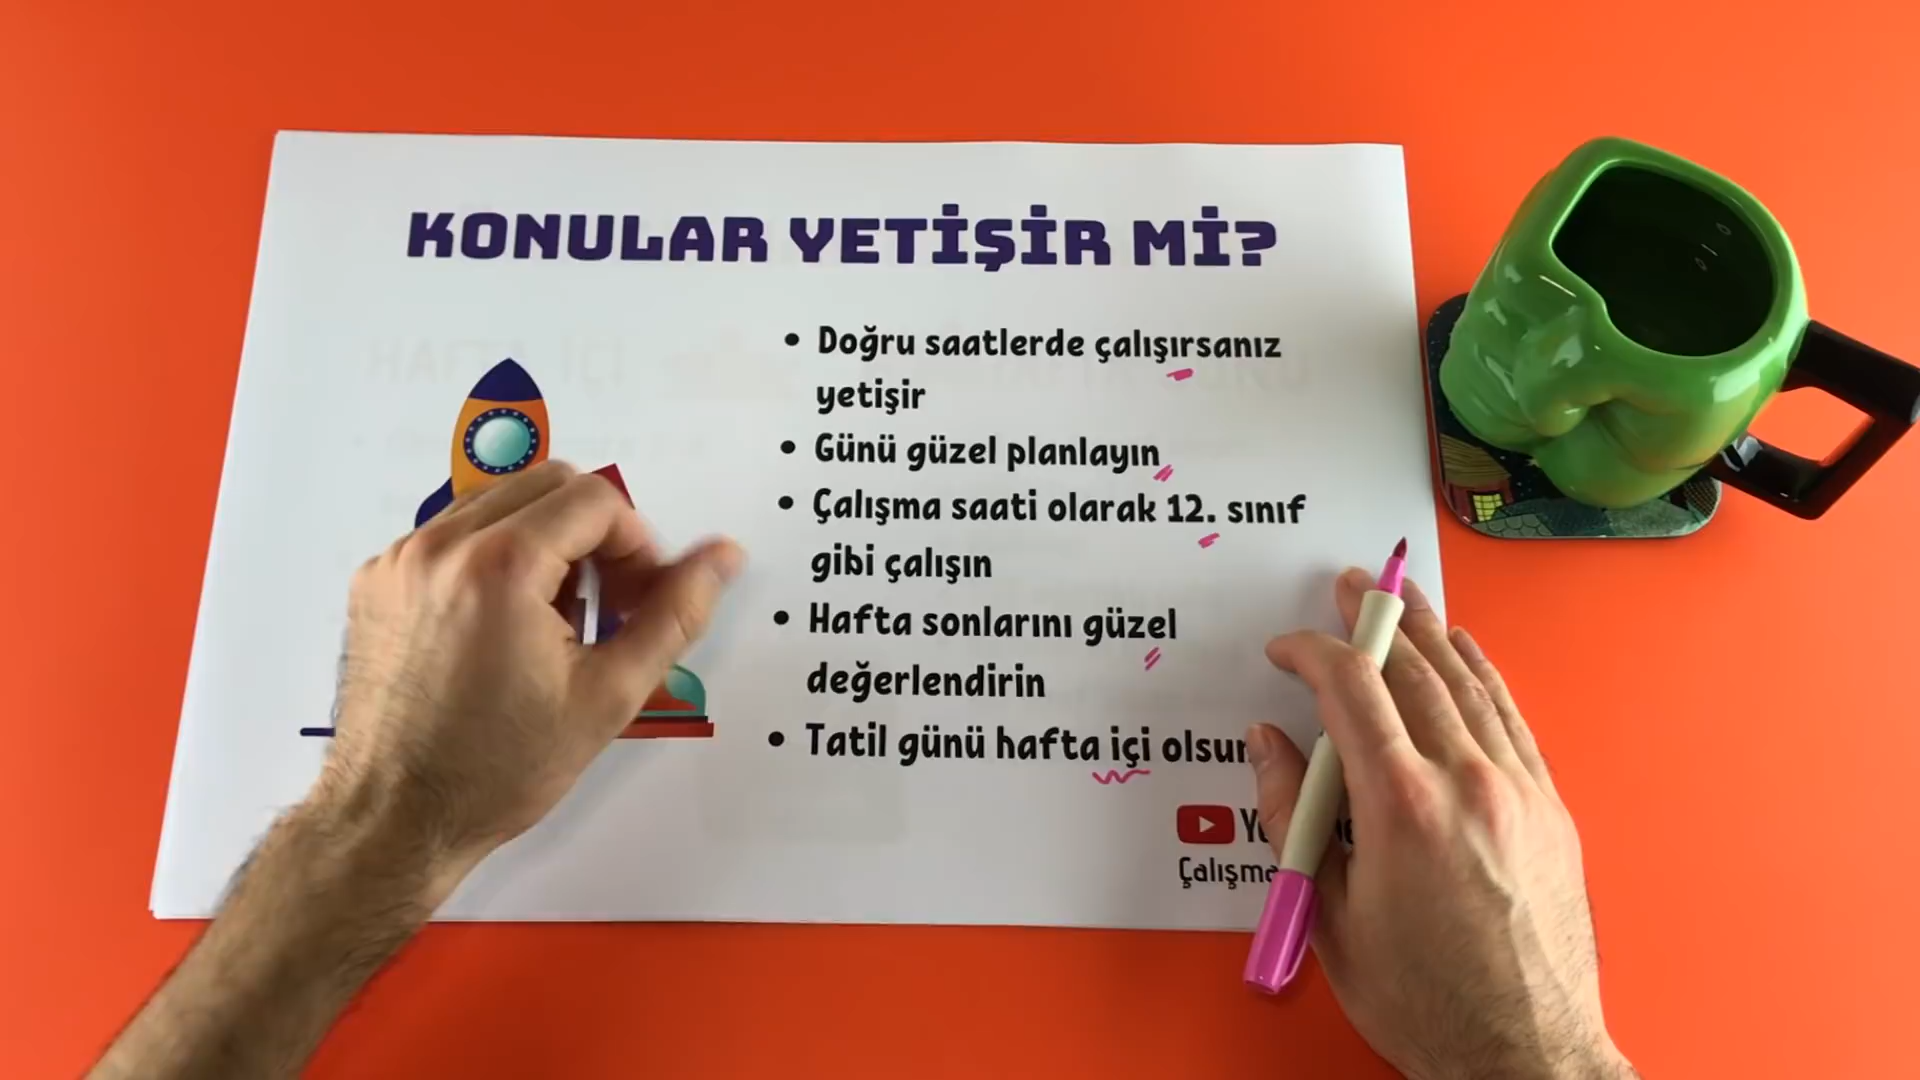 KONULAR YETİŞİR Mİ?
• Doğru saatlerde çalışırsanız
yetişir
• Günü güzel planlayın
• Çalışma saati olarak 12. sınıf
gibi çalışın
• Hafta sonlarını güzel
değerlendirin
• Tatil günü hafta içi